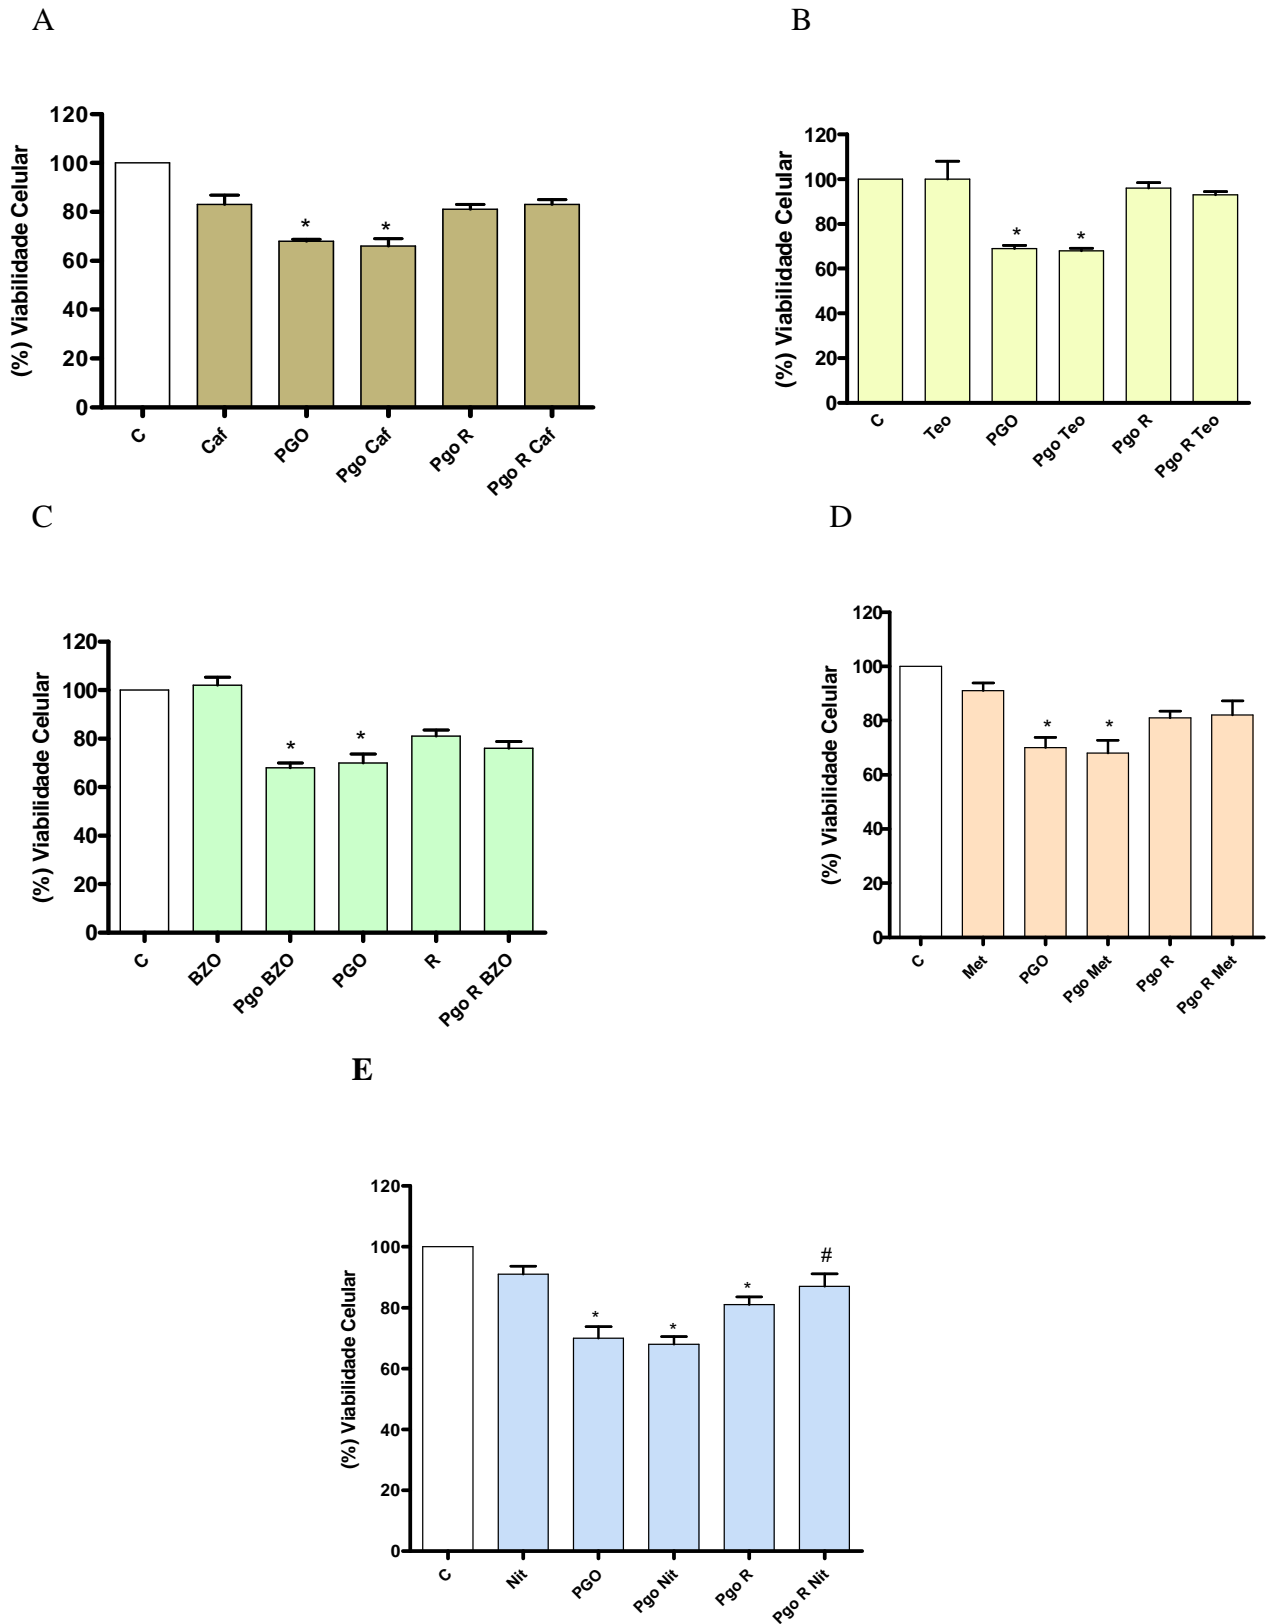 A
B
(%) Viabilidade Celular
120
100
80
60
40
20
0
*
*
C
Caf
PGO
Pgo Caf
Pgo R
Pgo R Caf
(%) Viabilidade Celular
120
100
80
60
40
20
0
*
*
C
Teo
PGO
Pgo Teo
Pgo R
Pgo R Teo
C
D
(%) Viabilidade Celular
120
100
80
60
40
20
0
*
*
C
BZO
Pgo BZO
PGO
R
Pgo R BZO
(%) Viabilidade Celular
120
100
80
60
40
20
0
*
*
C
Met
PGO
Pgo Met
Pgo R
Pgo R Met
E
(%) Viabilidade Celular
120
100
80
60
40
20
0
*
*
*
#
C
Nit
PGO
Pgo Nit
Pgo R
Pgo R Nit